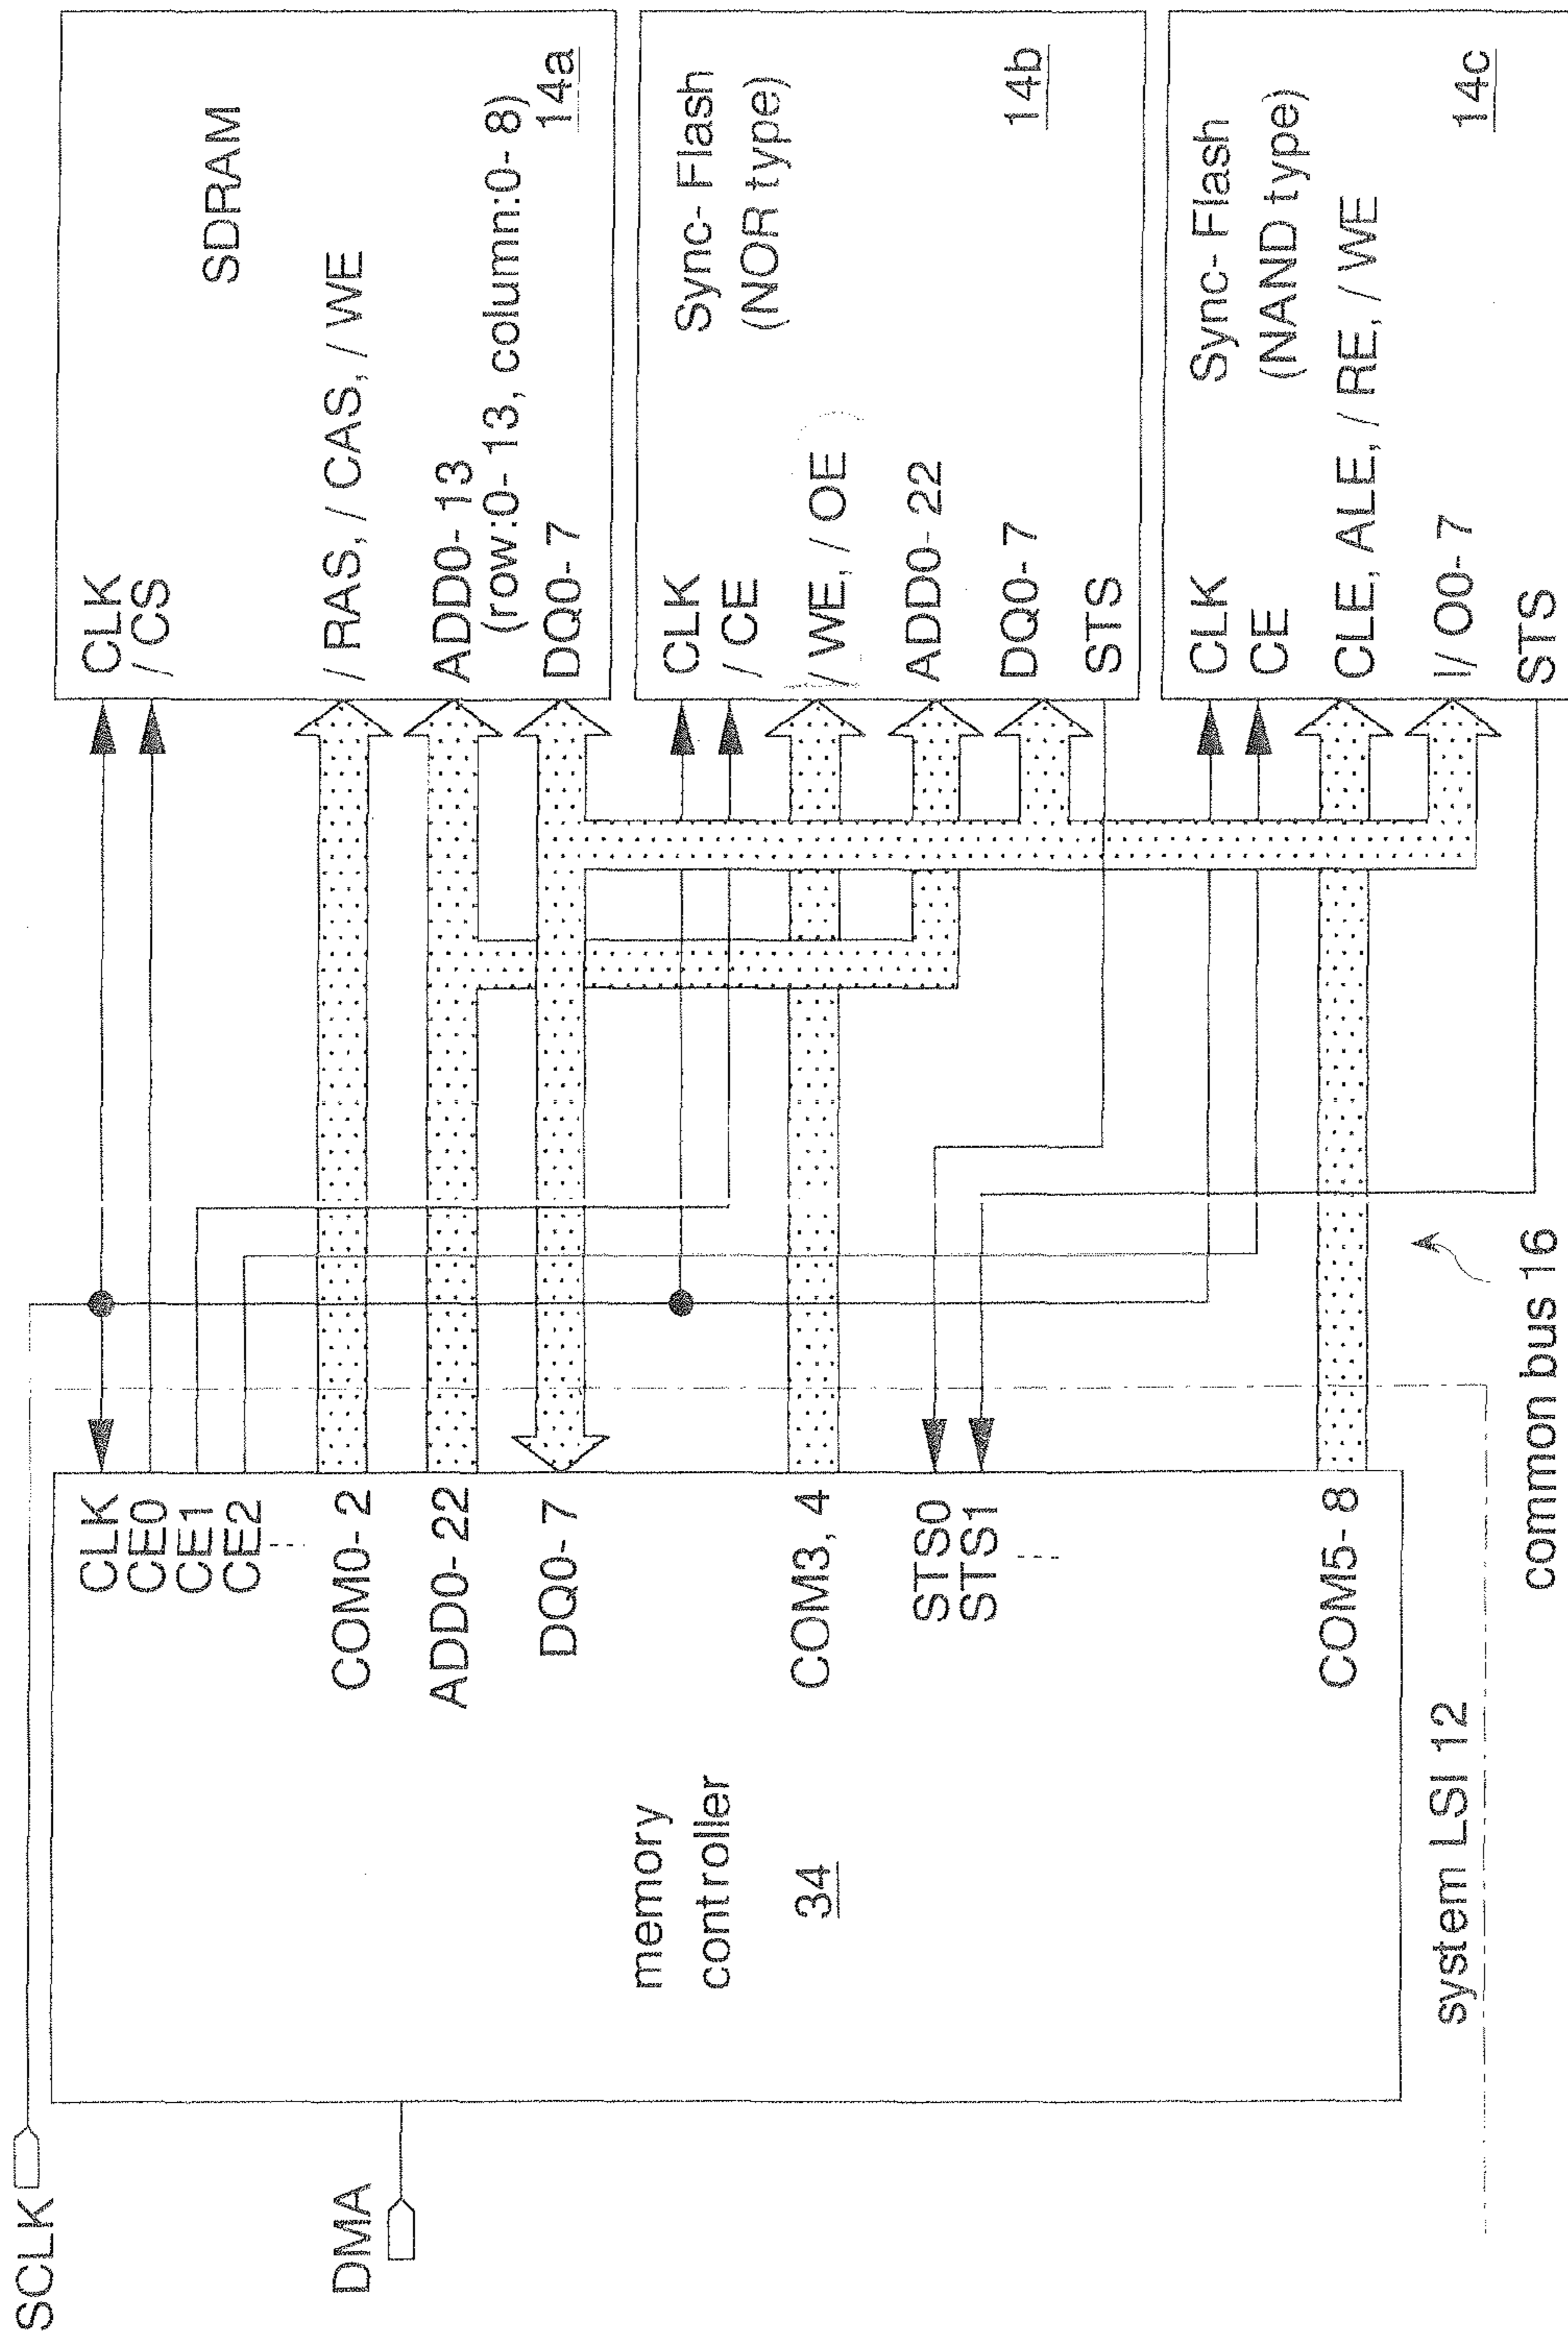 SCLK
DMA
memory
controller
34
CLK
CE0
CE1
CE2
COM0- 2
ADD0- 22
DQ0- 7
COM3, 4
STS0
STS1
COM5- 8
system LSI 12
common bus 16
SDRAM
CLK
/ CS
/ RAS, / CAS, / WE
ADD0- 13
(row:0- 13, column:0- 8)
DQ0- 7
14a
Sync- Flash
(NOR type)
CLK
/ CE
/ WE, / OE
ADD0- 22
DQ0- 7
STS
14b
Sync- Flash
(NAND type)
CLK
CE
CLE, ALE, / RE, / WE
I/ O0- 7
STS
14c